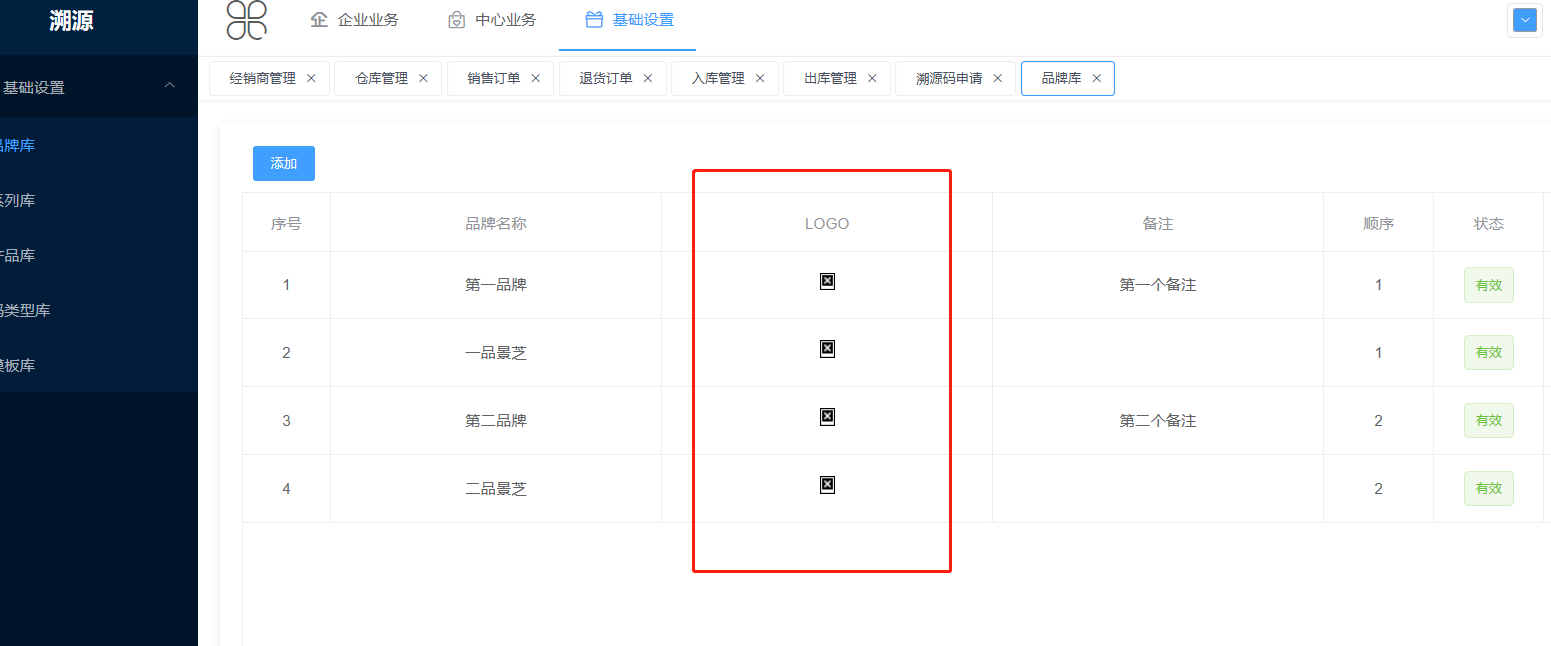 溯源
企业业务 中心业务 基础设置
基础设置
经销商管理 仓库管理 销售订单 退货订单 入库管理 出库管理 溯源码申请 品牌库
品牌库
系列库
产品库
码类型库
模板库
添加
序号 品牌名称 LOGO 备注 顺序 状态
1 第一品牌 第一个备注 1 有效
2 一品景芝 1 有效
3 第二品牌 第二个备注 2 有效
4 二品景芝 2 有效